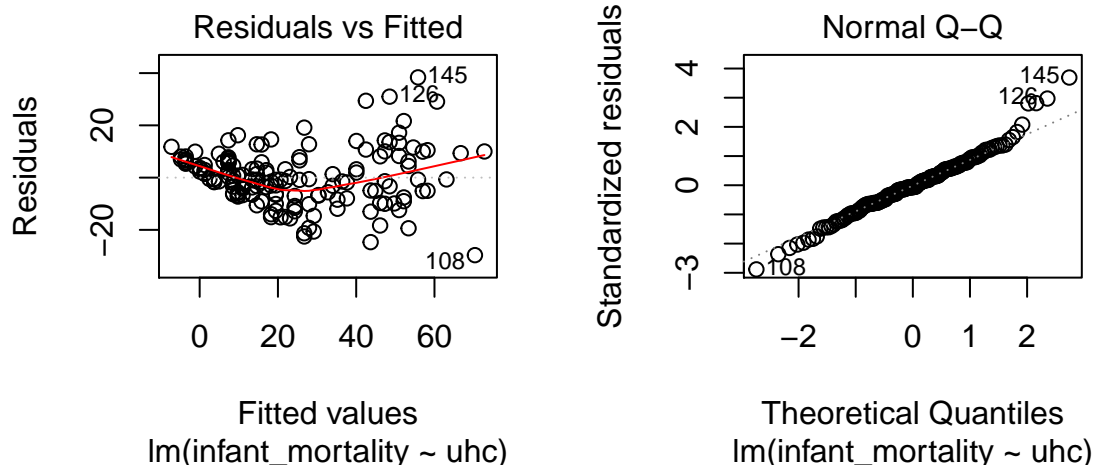 Residuals vs Fitted
Residuals
20
−20
145
126
108
0 20 40 60
Fitted values
lm(infant_mortality ~ uhc)
Normal Q−Q
Standardized residuals
4
2
0
−3
145
126
108
−2 0 1 2
Theoretical Quantiles
lm(infant_mortality ~ uhc)